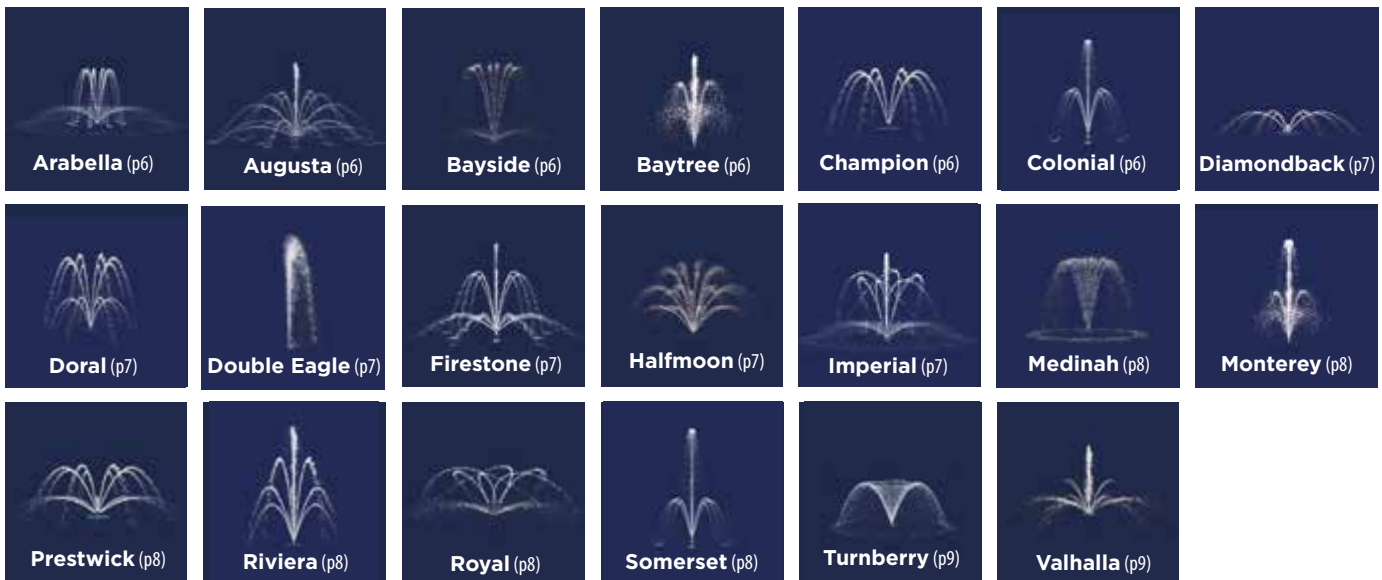 Arabella (p6)
Augusta (p6)
Bayside (p6)
Baytree (p6)
Champion (p6)
Colonial (p6)
Diamondback (p7)
Doral (p7)
Double Eagle (p7)
Firestone (p7)
Halfmoon (p7)
Imperial (p7)
Medinah (p8)
Monterey (p8)
Prestwick (p8)
Riviera (p8)
Royal (p8)
Somerset (p8)
Turnberry (p9)
Valhalla (p9)